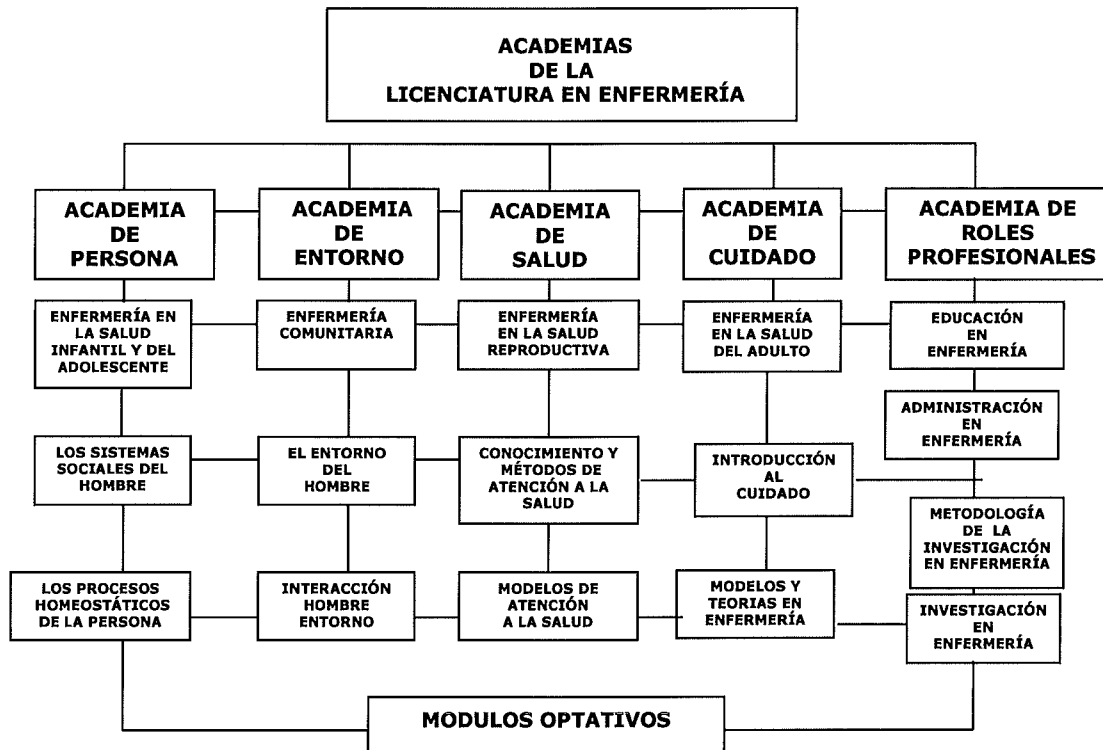 ACADEMIAS
DE LA
LICENCIATURA EN ENFERMERÍA
ACADEMIA
DE
PERSONA
ACADEMIA
DE
ENTORNO
ACADEMIA
DE
SALUD
ACADEMIA
DE
CUIDADO
ACADEMIA DE
ROLES
PROFESIONALES
ENFERMERÍA EN
LA SALUD
INFANTIL Y DEL
ADOLESCENTE
ENFERMERÍA
COMUNITARIA
ENFERMERÍA
EN LA SALUD
REPRODUCTIVA
ENFERMERÍA
EN LA SALUD
DEL ADULTO
EDUCACIÓN
EN
ENFERMERÍA
ADMINISTRACIÓN
EN
ENFERMERÍA
LOS SISTEMAS
SOCIALES DEL
HOMBRE
EL ENTORNO
DEL
HOMBRE
CONOCIMIENTO Y
MÉTODOS DE
ATENCIÓN A LA
SALUD
INTRODUCCIÓN
AL
CUIDADO
METODOLOGÍA
DE LA
INVESTIGACIÓN
EN ENFERMERÍA
LOS PROCESOS
HOMEOSTÁTICOS
DE LA PERSONA
INTERACCIÓN
HOMBRE
ENTORNO
MODELOS DE
ATENCIÓN
A LA SALUD
MODELOS Y
TEORIAS EN
ENFERMERÍA
INVESTIGACIÓN
EN
ENFERMERÍA
MODULOS OPTATIVOS